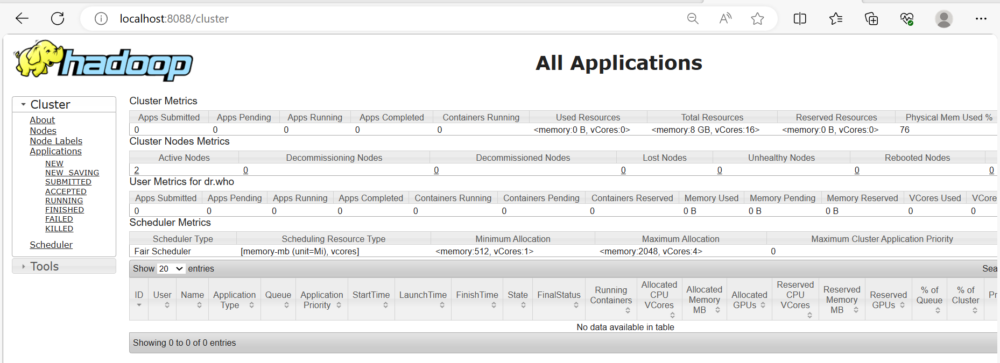 localhost:8088/cluster
hadoop
All Applications
Cluster
About
Nodes
Node Labels
Applications
NEW
NEW_SAVING
SUBMITTED
ACCEPTED
RUNNING
FINISHED
FAILED
KILLED
Scheduler
Tools
Cluster Metrics
Apps Submitted Apps Pending Apps Running Apps Completed Containers Running Used Resources Total Resources Reserved Resources Physical Mem Used %
0 0 0 0 0 <memory:0 B, vCores:0> <memory:8 GB, vCores:16> <memory:0 B, vCores:0> 76
Cluster Nodes Metrics
Active Nodes Decommissioning Nodes Decommissioned Nodes Lost Nodes Unhealthy Nodes Rebooted Nodes
2 0 0 0 0 0 0
User Metrics for dr.who
Apps Submitted Apps Pending Apps Running Apps Completed Containers Running Containers Pending Containers Reserved Memory Used Memory Pending Memory Reserved VCores Used VCore
0 0 0 0 0 0 0 0 B 0 B 0 B 0 0
Scheduler Metrics
Scheduler Type Scheduling Resource Type Minimum Allocation Maximum Allocation Maximum Cluster Application Priority
Fair Scheduler [memory-mb (unit=Mi), vcores] <memory:512, vCores:1> <memory:2048, vCores:4> 0
Show 20 entries Sea
ID User Name Application Type Queue Application Priority StartTime LaunchTime FinishTime State FinalStatus Running Containers Allocated CPU VCores Allocated Memory MB Allocated GPUs Reserved CPU VCores Reserved Memory MB Reserved GPUs % of Queue % of Cluster Pr
No data available in table
Showing 0 to 0 of 0 entries